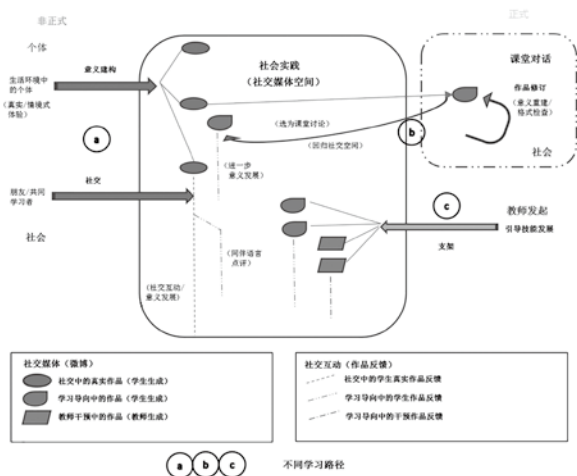 非正式
正式
个体
社会实践
（社交媒体空间）
课堂对话
意义建构
生活环境中
的个体
（真实/情境式
体验）
作品修订
（意义重建/
格式检查）
a
（选为课堂讨论）
b
（回归社交空间）
社会
（进一步
意义发展）
社交
朋友/共同
学习者
c
教师发起
引导技能发展
支架
社会
（同伴语言
点评）
（社交互动/
意义发展）
社交媒体（微博）
社交中的真实作品（学生生成）
学习导向中的作品（学生生成）
教师干预中的作品（教师生成）
社交互动（作品反馈）
社交中的学生真实作品反馈
学习导向中的学生作品反馈
学习导向中的干预作品反馈
a b c 不同学习路径